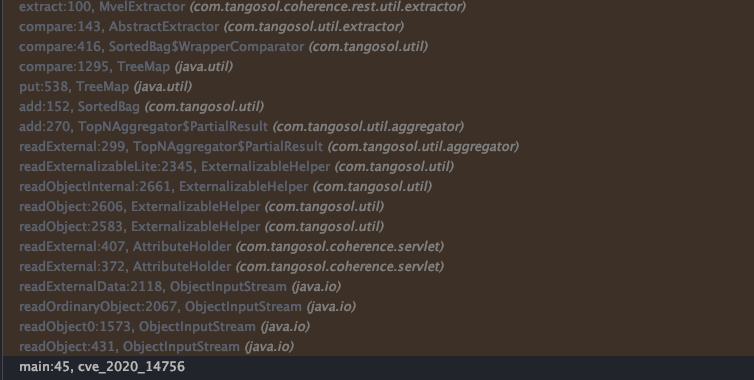 extract:100, MvelExtractor (com.tangosol.coherence.rest.util.extractor)
compare:143, AbstractExtractor (com.tangosol.util.extractor)
compare:416, SortedBag$WrapperComparator (com.tangosol.util)
compare:1295, TreeMap (java.util)
put:538, TreeMap (java.util)
add:152, SortedBag (com.tangosol.util)
add:270, TopNAggregator$PartialResult (com.tangosol.util.aggregator)
readExternal:299, TopNAggregator$PartialResult (com.tangosol.util.aggregator)
readExternalizableLite:2345, ExternalizableHelper (com.tangosol.util)
readObjectInternal:2661, ExternalizableHelper (com.tangosol.util)
readObject:2606, ExternalizableHelper (com.tangosol.util)
readObject:2583, ExternalizableHelper (com.tangosol.util)
readExternal:407, AttributeHolder (com.tangosol.coherence.servlet)
readExternal:372, AttributeHolder (com.tangosol.coherence.servlet)
readExternalData:2118, ObjectInputStream (java.io)
readOrdinaryObject:2067, ObjectInputStream (java.io)
readObject0:1573, ObjectInputStream (java.io)
readObject:431, ObjectInputStream (java.io)
main:45, cve_2020_14756